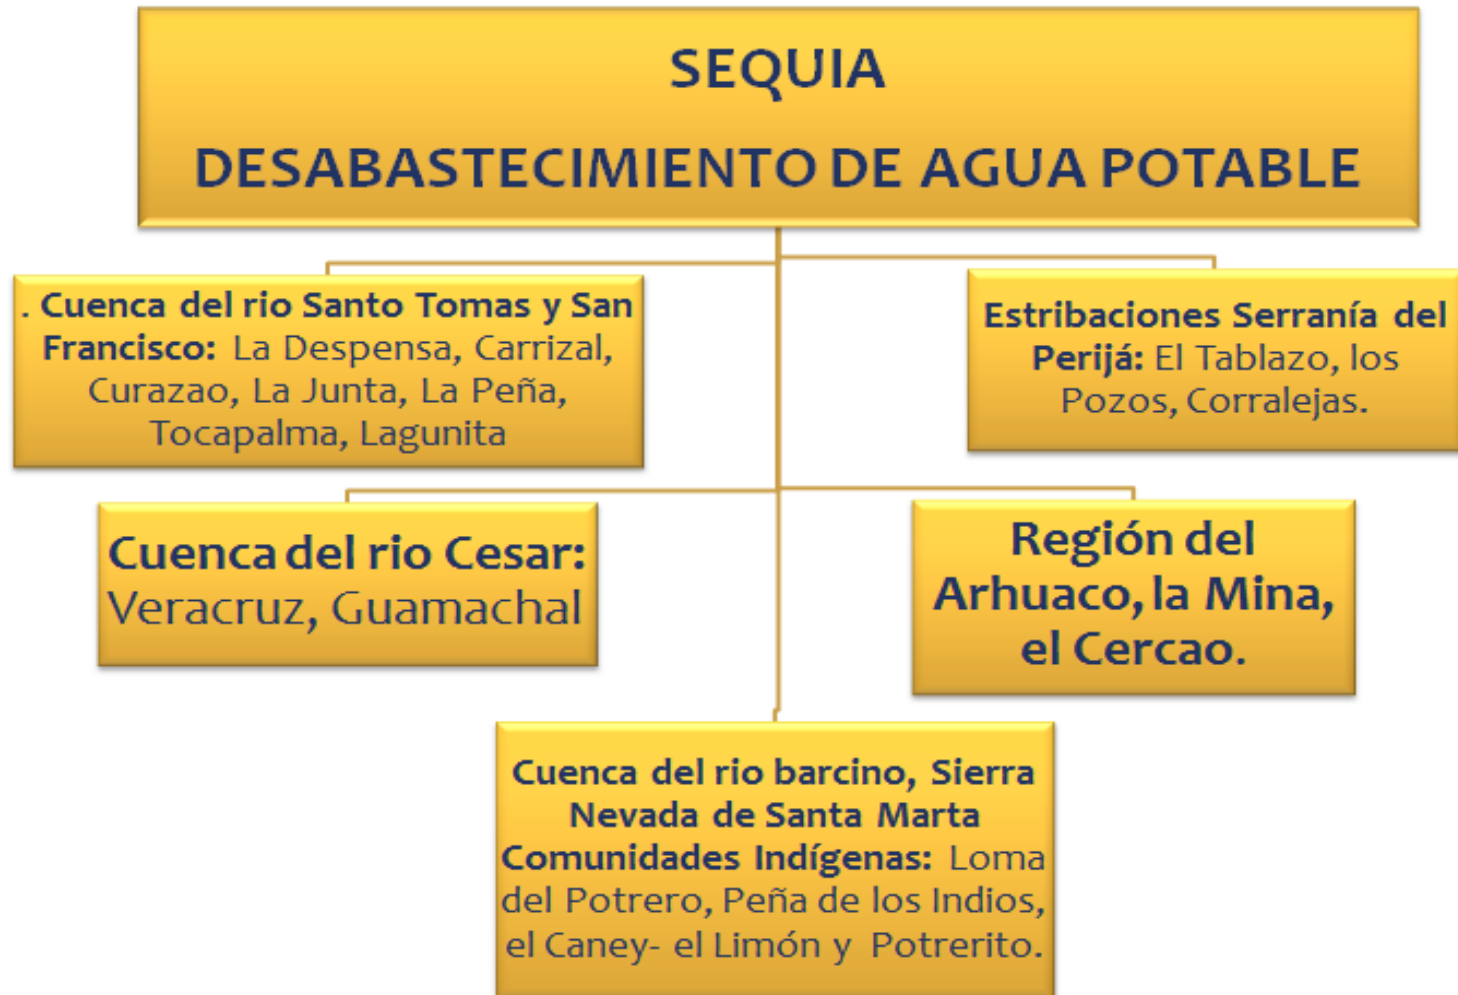 SEQUIA
DESABASTECIMIENTO DE AGUA POTABLE
. Cuenca del rio Santo Tomas y San
Francisco: La Despensa, Carrizal,
Curazao, La Junta, La Peña,
Tocapalma, Lagunita
Estribaciones Serranía del
Perijá: El Tablazo, los
Pozos, Corralejas.
Cuenca del rio Cesar:
Veracruz, Guamachal
Región del
Arhuaco, la Mina,
el Cercao.
Cuenca del rio barcino, Sierra
Nevada de Santa Marta
Comunidades Indígenas: Loma
del Potrero, Peña de los Indios,
el Caney- el Limón y Potrerito.